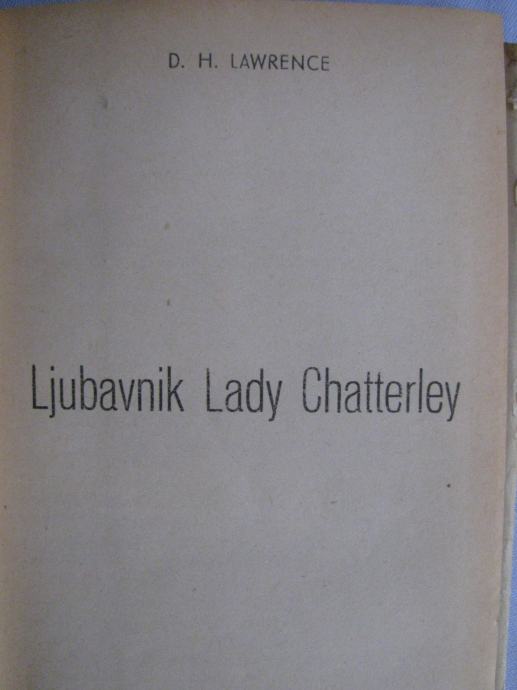 D. H. LAWRENCE
Ljubavnik Lady Chatterley